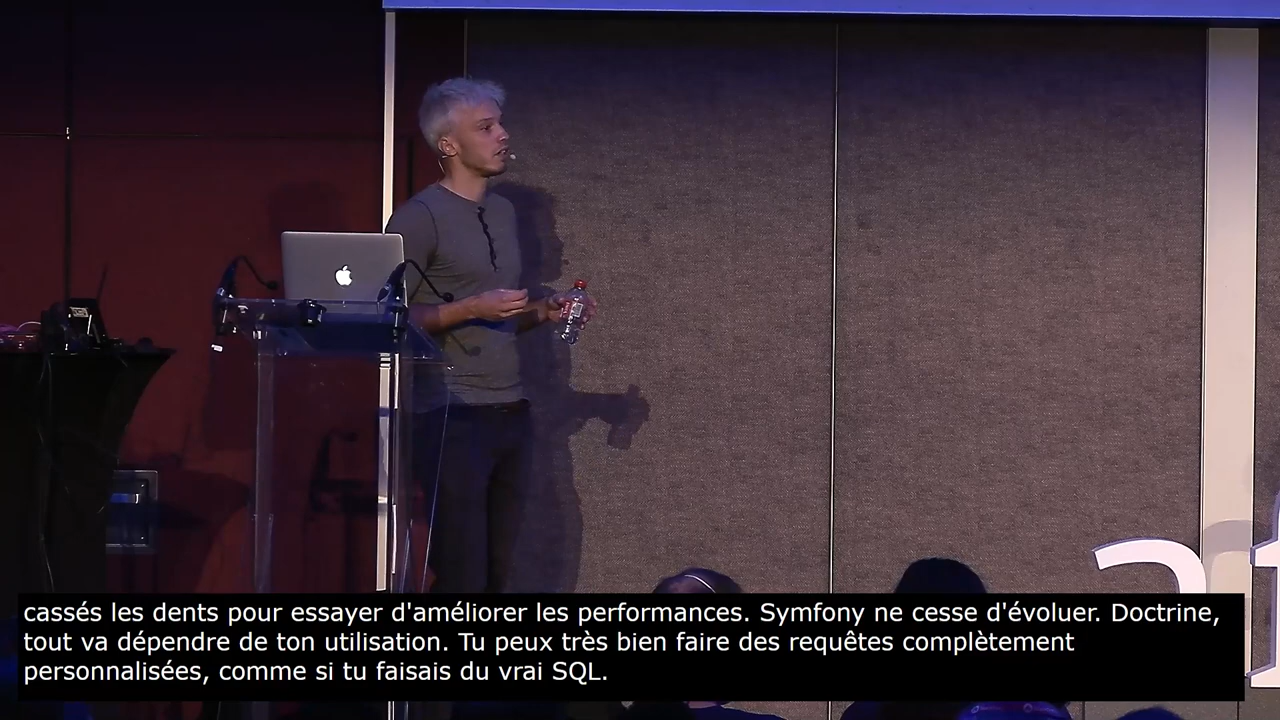 af
cassés les dents pour essayer d'améliorer les performances. Symfony ne cesse d'évoluer. Doctrine,
tout va dépendre de ton utilisation. Tu peux très bien faire des requêtes complètement
personnalisées, comme si tu faisais du vrai SQL.